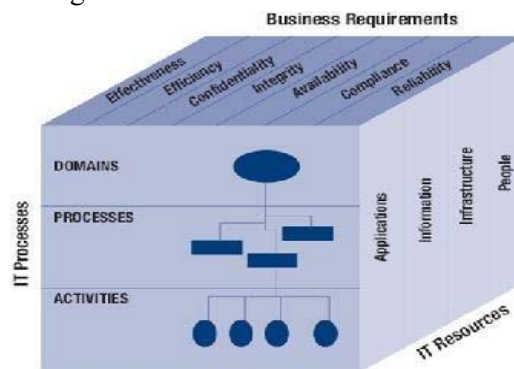 Business Requirements
Effectiveness
Efficiency
Confidentiality
Integrity
Availability
Compliance
Reliability
IT Processes
DOMAINS
PROCESSES
ACTIVITIES
Applications
Information
Infrastructure
People
IT Resources